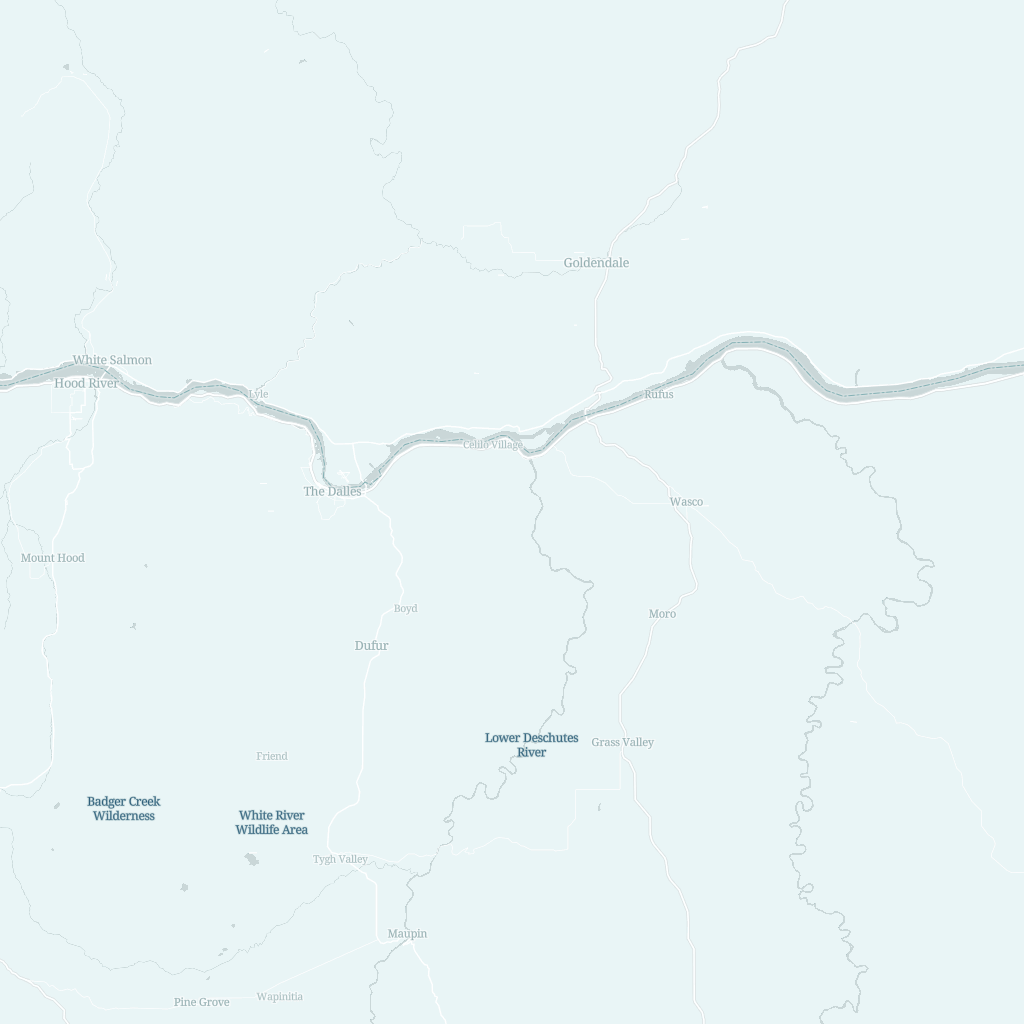 Goldendale
White Salmon
Hood River
Lyle
Rufus
Celilo Village
The Dalles
Wasco
Mount Hood
Boyd
Moro
Dufur
Lower Deschutes
River
Grass Valley
Friend
Badger Creek
Wilderness
White River
Wildlife Area
Tygh Valley
Maupin
Wapinitia
Pine Grove